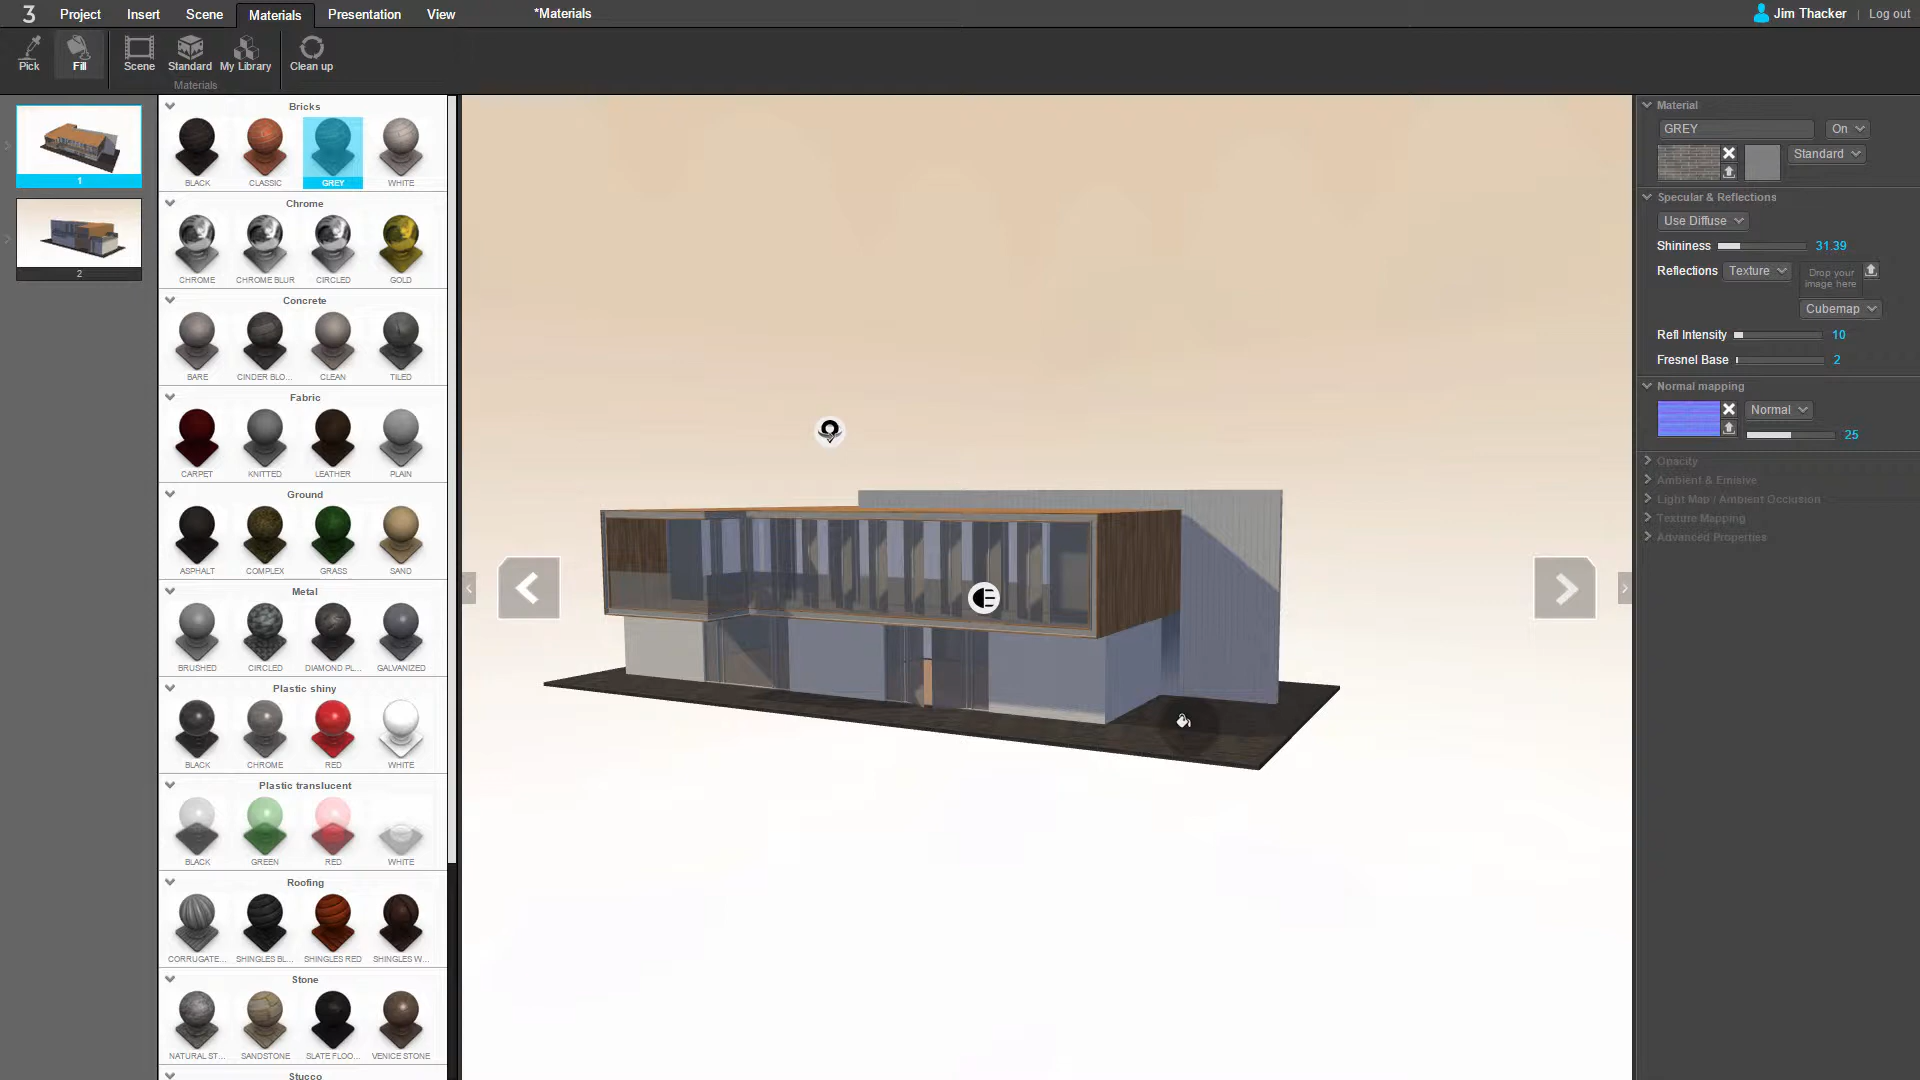 3 Project Insert Scene Materials Presentation View *Materials Jim Thacker | Log out
Pick Fill Scene Standard My Library Clean up
Materials
1
2
Bricks
BLACK CLASSIC GREY WHITE
Chrome
CHROME CHROME BLUR CIRCLED GOLD
Concrete
BARE CINDER BLO... CLEAN TILED
Fabric
CARPET KNITTED LEATHER PLAIN
Ground
ASPHALT COMPLEX GRASS SAND
Metal
BRUSHED CIRCLED DIAMOND PL... GALVANIZED
Plastic shiny
BLACK CHROME RED WHITE
Plastic translucent
BLACK GREEN RED WHITE
Roofing
CORRUGATE... SHINGLES BL... SHINGLES RED SHINGLES W...
Stone
NATURAL ST... SANDSTONE SLATE FLOO... VENICE STONE
Stucco
Material
GREY On
Standard
Specular & Reflections
Use Diffuse
Shininess 31.39
Reflections Texture Drop your
image here
Cubemap
Refl Intensity 10
Fresnel Base 2
Normal mapping
Normal
25
Opacity
Ambient & Emisive
Light Map / Ambient Occlusion
Texture Mapping
Advanced Properties